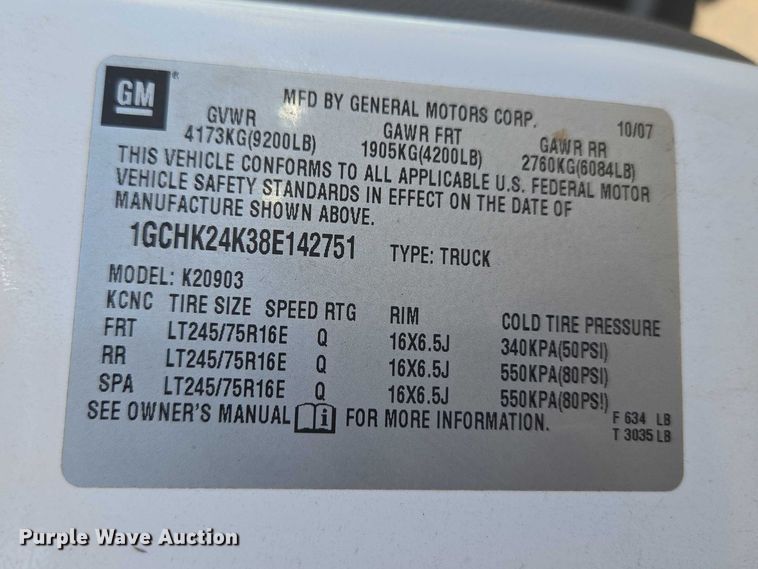 GM ®
MFD BY GENERAL MOTORS CORP. 10/07
GVWR GAWR FRT GAWR RR
4173KG(9200LB) 1905KG(4200LB) 2760KG(6084LB)
THIS VEHICLE CONFORMS TO ALL APPLICABLE U.S. FEDERAL MOTOR
VEHICLE SAFETY STANDARDS IN EFFECT ON THE DATE OF
MANUFACTURE SHOWN ABOVE.
1GCHK24K38E142751 TYPE: TRUCK
MODEL: K20903
KCNC TIRE SIZE SPEED RTG RIM COLD TIRE PRESSURE
FRT LT245/75R16E Q 16X6.5J 340KPA(50PSI)
RR LT245/75R16E Q 16X6.5J 550KPA(80PSI)
SPA LT245/75R16E Q 16X6.5J 550KPA(80PSI)
SEE OWNER'S MANUAL i FOR MORE INFORMATION. F 634 LB
T 3035 LB
Purple Wave Auction